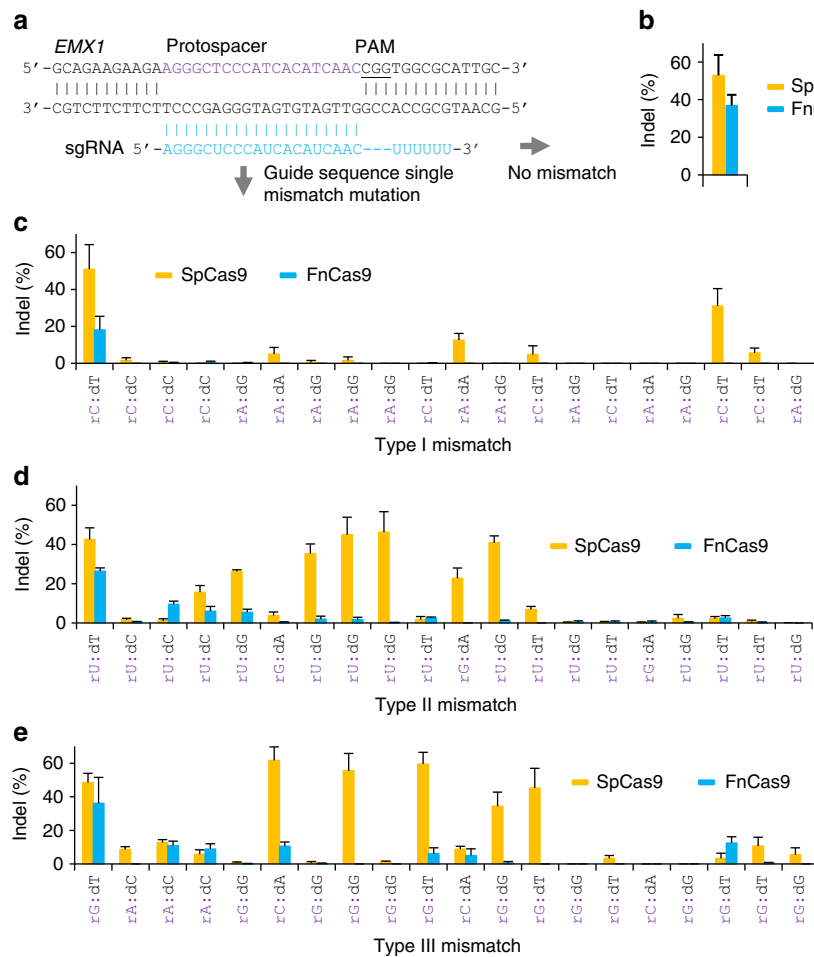 a
EMX1 Protospacer PAM
5′-GCAGAAGAAGAAGGGCTCCCATCACATCAACCGGTGGCGCATTGC-3′
3′-CGTCTTCTTCTTCCCGAGGGTAGTGTAGTTGGCCACCGCGTAACG-5′
sgRNA 5′-AGGGCUCCCAUCACAUCAAC---UUUUUU-3′
Guide sequence single
mismatch mutation
No mismatch
b
Indel (%)
60
40
20
0
Sp
Fn
c
Indel (%)
60
40
20
0
SpCas9 FnCas9
rC:dT rC:dC rC:dC rC:dC rA:dG rA:dA rA:dG rA:dG rA:dG rC:dT rA:dA rA:dG rC:dT rA:dG rC:dT rA:dA rA:dG rC:dT rC:dT rA:dG
Type I mismatch
d
Indel (%)
60
40
20
0
SpCas9 FnCas9
rU:dT rU:dC rU:dC rU:dC rU:dG rG:dA rU:dG rU:dG rU:dG rU:dT rG:dA rU:dG rU:dT rU:dG rU:dT rG:dA rU:dG rU:dT rU:dT rU:dG
Type II mismatch
e
Indel (%)
60
40
20
0
SpCas9 FnCas9
rG:dT rA:dC rA:dC rA:dC rG:dG rC:dA rG:dG rG:dG rG:dG rG:dT rC:dA rG:dG rG:dT rG:dG rG:dT rC:dA rG:dG rG:dT rG:dT rG:dG
Type III mismatch